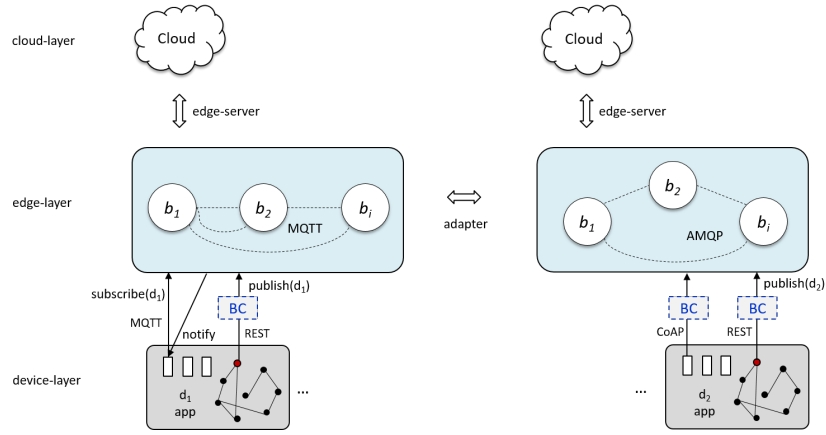 cloud-layer
Cloud
Cloud
edge-server
edge-server
edge-layer
b1
b2
bi
MQTT
adapter
b1
b2
bi
AMQP
subscribe(d1)
publish(d1)
MQTT
notify
BC
REST
publish(d2)
BC
BC
CoAP
REST
device-layer
d1
app
...
...
d2
app